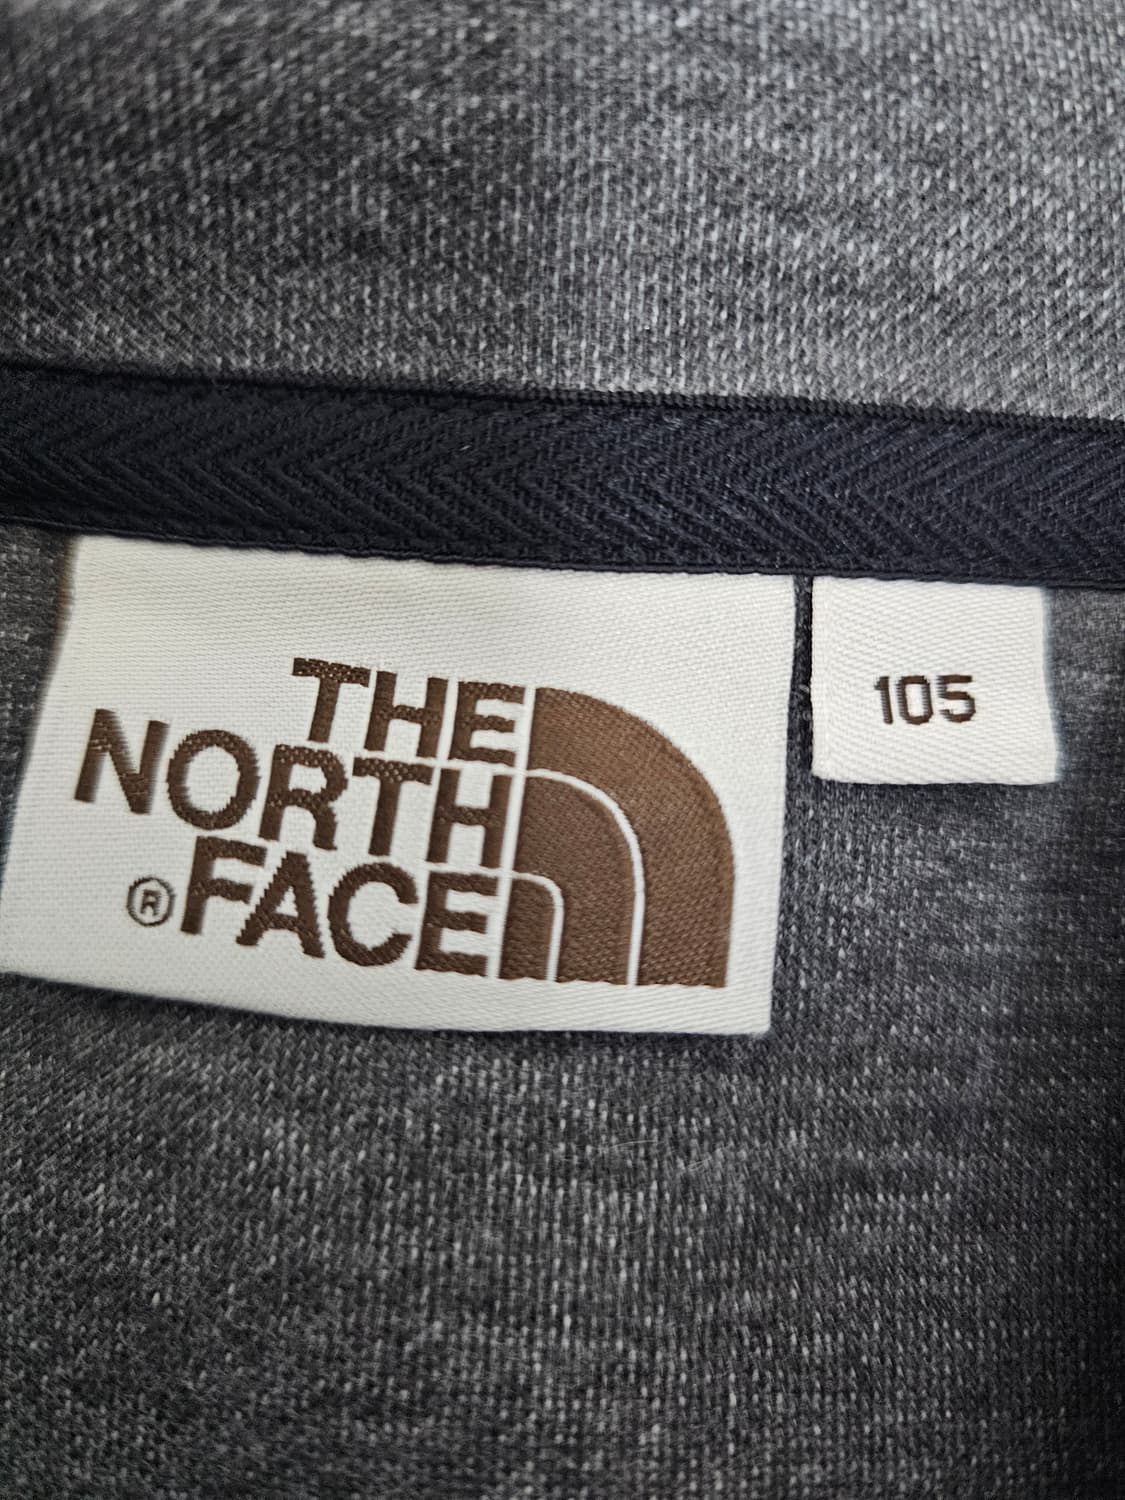 THE
NORTH
® FACE
105